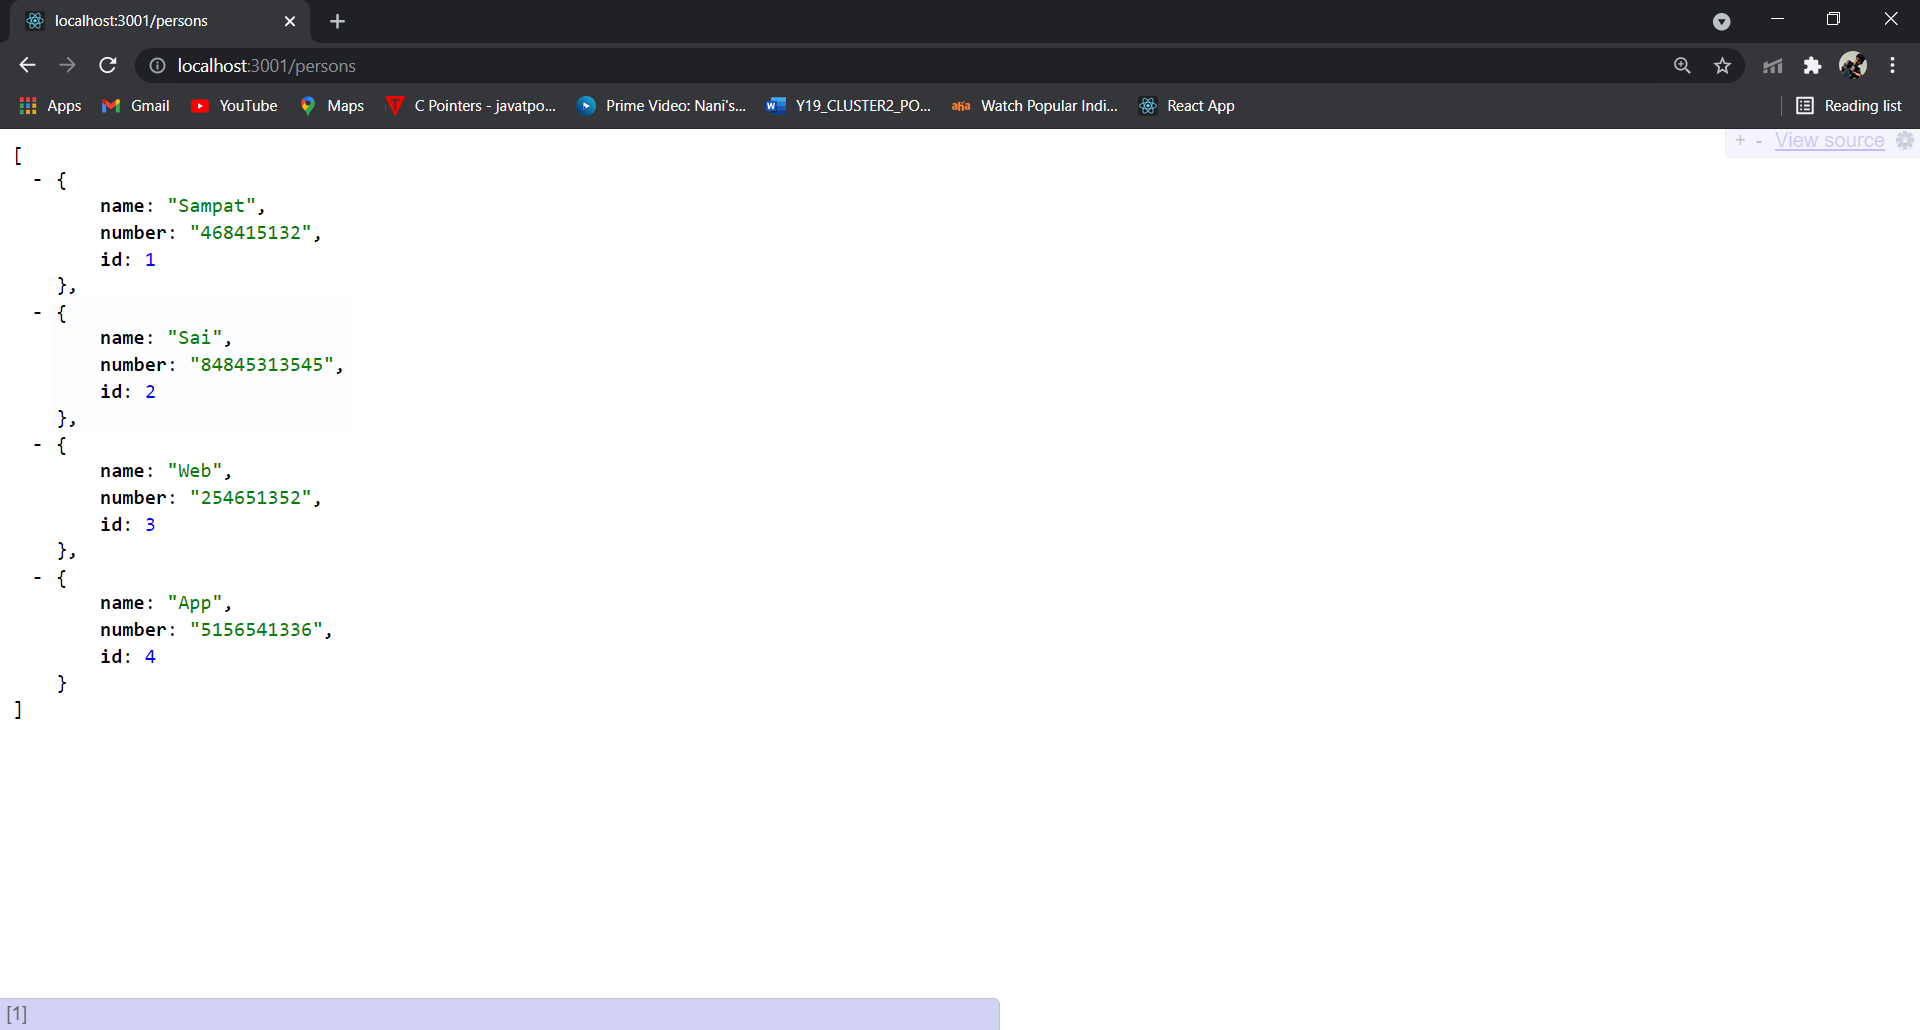 localhost:3001/persons
localhost:3001/persons
Apps Gmail YouTube Maps C Pointers - javatpo... Prime Video: Nani's... Y19_CLUSTER2_PO... aha Watch Popular Indi... React App Reading list
+ - View source
[
- {
name: "Sampat",
number: "468415132",
id: 1
},
- {
name: "Sai",
number: "84845313545",
id: 2
},
- {
name: "Web",
number: "254651352",
id: 3
},
- {
name: "App",
number: "5156541336",
id: 4
}
]
[1]